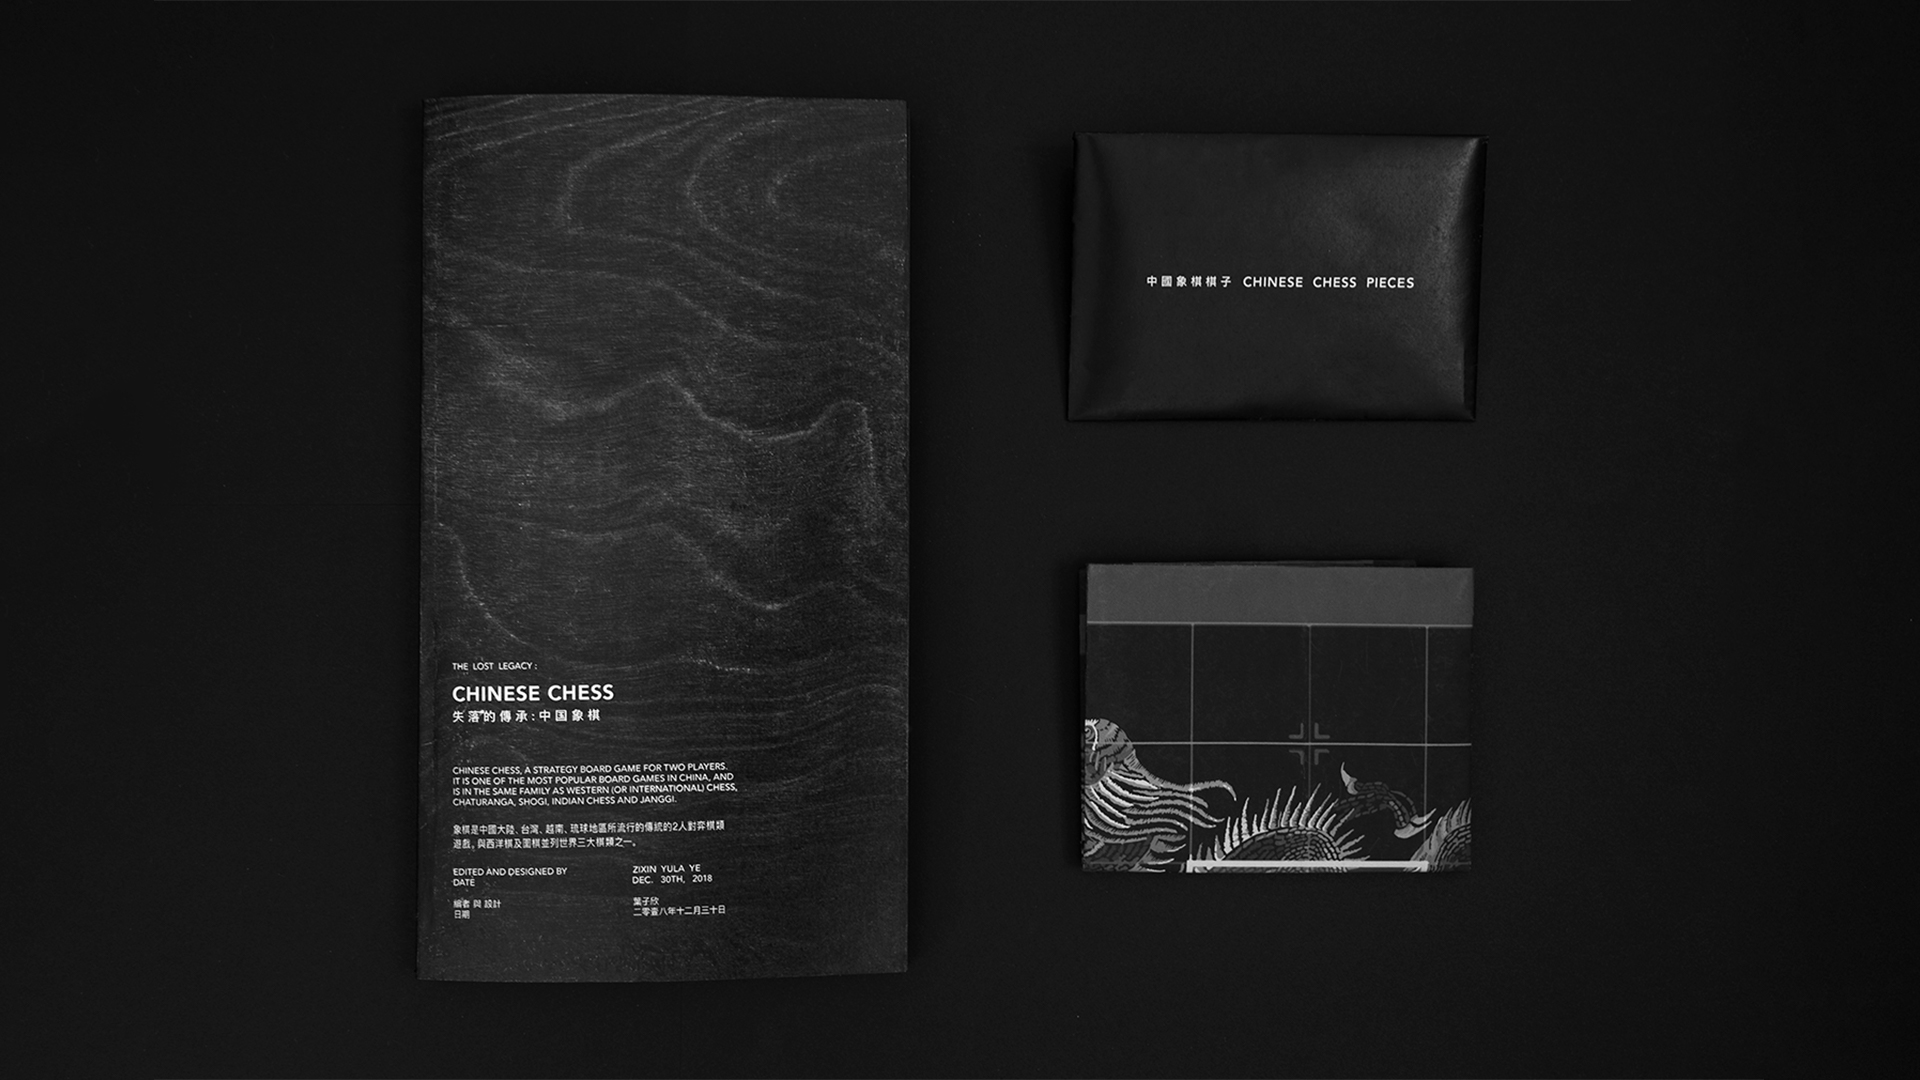 THE LOST LEGACY :
CHINESE CHESS
失落的傳承:中国象棋
CHINESE CHESS, A STRATEGY BOARD GAME FOR TWO PLAYERS.
IT IS ONE OF THE MOST POPULAR BOARD GAMES IN CHINA, AND
IS IN THE SAME FAMILY AS WESTERN (OR INTERNATIONAL) CHESS,
CHATURANGA, SHOGI, INDIAN CHESS AND JANGGI.
象棋是中國大陸、台灣、越南、琉球地區所流行的傳統的2人對弈棋類
遊戲。與西洋棋及圍棋並列世界三大棋類之一。
EDITED AND DESIGNED BY
DATE
ZIXIN YULA YE
DEC. 30TH, 2018
編者 與 設計
日期
葉子欣
二零壹八年十二月三十日
中國象棋棋子 CHINESE CHESS PIECES